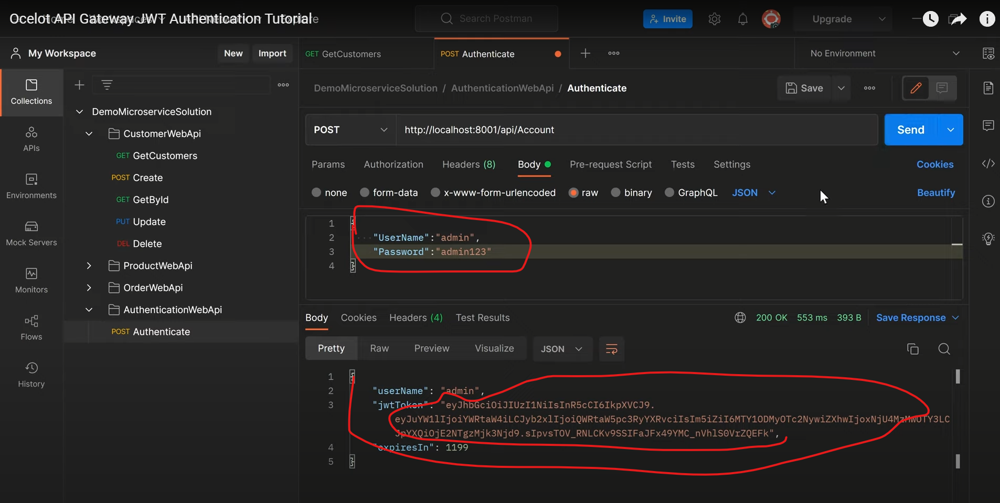 Ocelot API Gateway JWT Authentication Tutorial
Search Postman
Invite
Upgrade
My Workspace
New
Import
GET GetCustomers
POST Authenticate
No Environment
Collections
APIs
Environments
Mock Servers
Monitors
Flows
History
DemoMicroserviceSolution
CustomerWebApi
GET GetCustomers
POST Create
GET GetById
PUT Update
DEL Delete
ProductWebApi
OrderWebApi
AuthenticationWebApi
POST Authenticate
DemoMicroserviceSolution / AuthenticationWebApi / Authenticate
Save
POST
http://localhost:8001/api/Account
Send
Params Authorization Headers (8) Body Pre-request Script Tests Settings
Cookies
none form-data x-www-form-urlencoded raw binary GraphQL JSON
Beautify
1 {
2 "UserName":"admin",
3 "Password":"admin123"
4 }
Body Cookies Headers (4) Test Results
200 OK 553 ms 393 B Save Response
Pretty Raw Preview Visualize JSON
1 {
2 "userName": "admin",
3 "jwtToken": "eyJhbGciOiJIUzI1NiIsInR5cCI6IkpXVCJ9.
eyJuYW1lIjoiYWRtaW4iLCJyb2xlIjoiQWRtaW5pc3RyYXRvciIsIm5iZiI6MTY1ODMyOTc2NywiZXhwIjoxNjU4MzMwOTY3LC
JpYXQiOjE2NTgzMjk3Njd9.sIpvsTOV_RNLCKv9SSIFaJFx49YMC_nVhlS0VrZQEFk",
4 "expiresIn": 1199
5 }